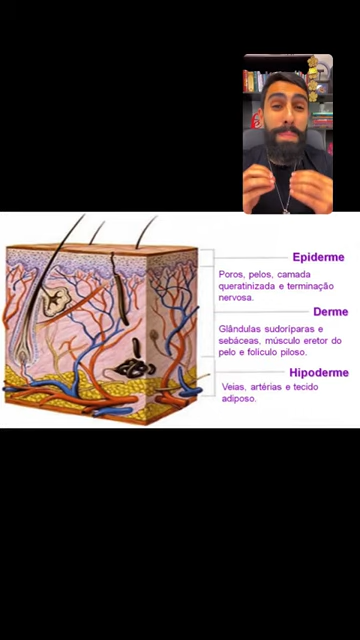 Epiderme
Poros, pelos, camada
queratinizada e terminação
nervosa.
Derme
Glândulas sudoríparas e
sebáceas, músculo eretor do
pelo e folículo piloso.
Hipoderme
Veias, artérias e tecido
adiposo.